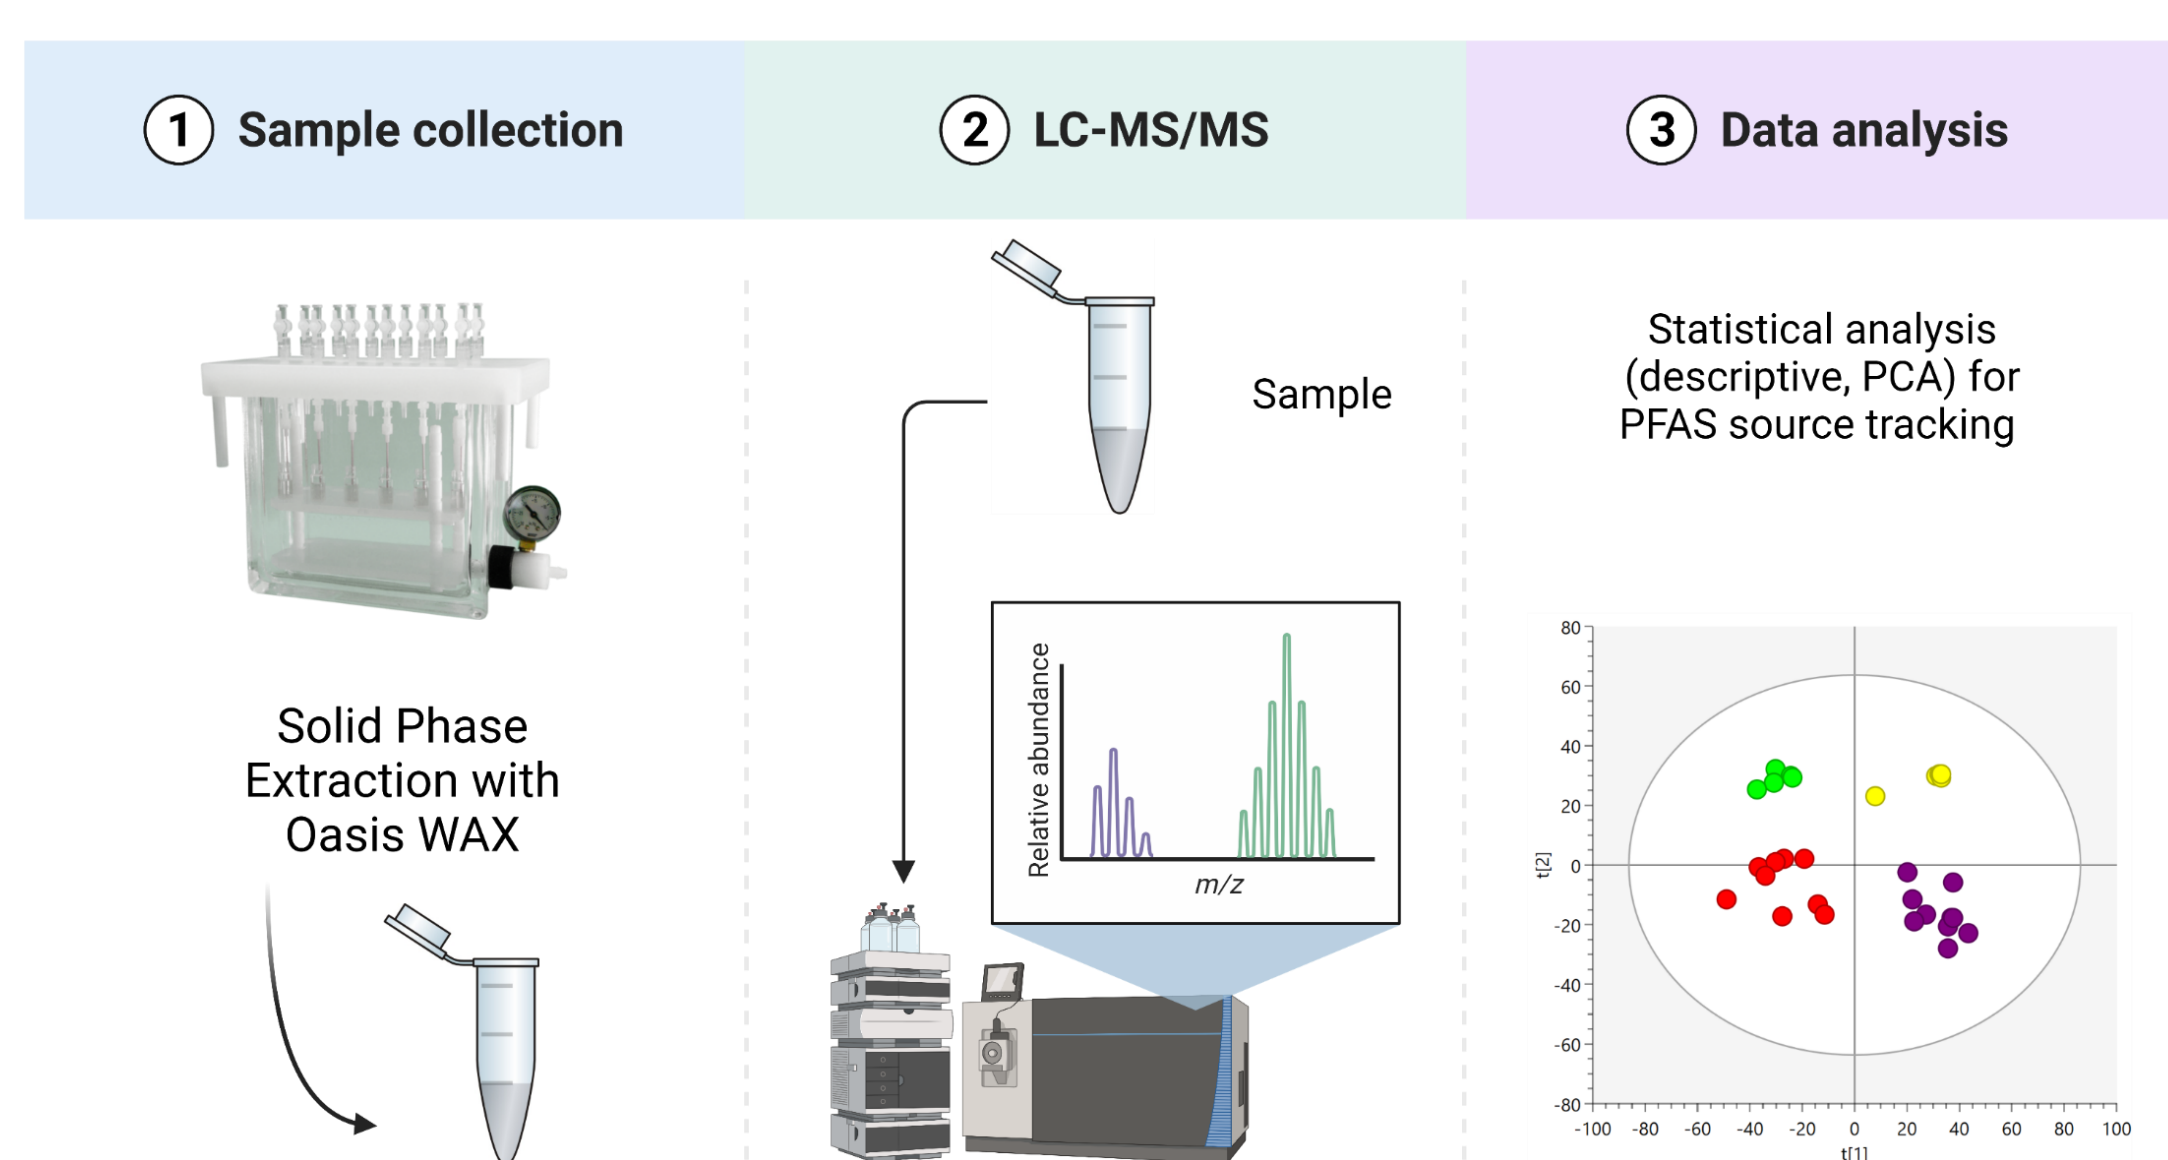 1 Sample collection
2 LC-MS/MS
3 Data analysis
Solid Phase
Extraction with
Oasis WAX
Sample
Relative abundance
m/z
Statistical analysis
(descriptive, PCA) for
PFAS source tracking
80
60
40
20
0
-20
-40
-60
-80
t[2]
-100 -80 -60 -40 -20 0 20 40 60 80 100
t[1]